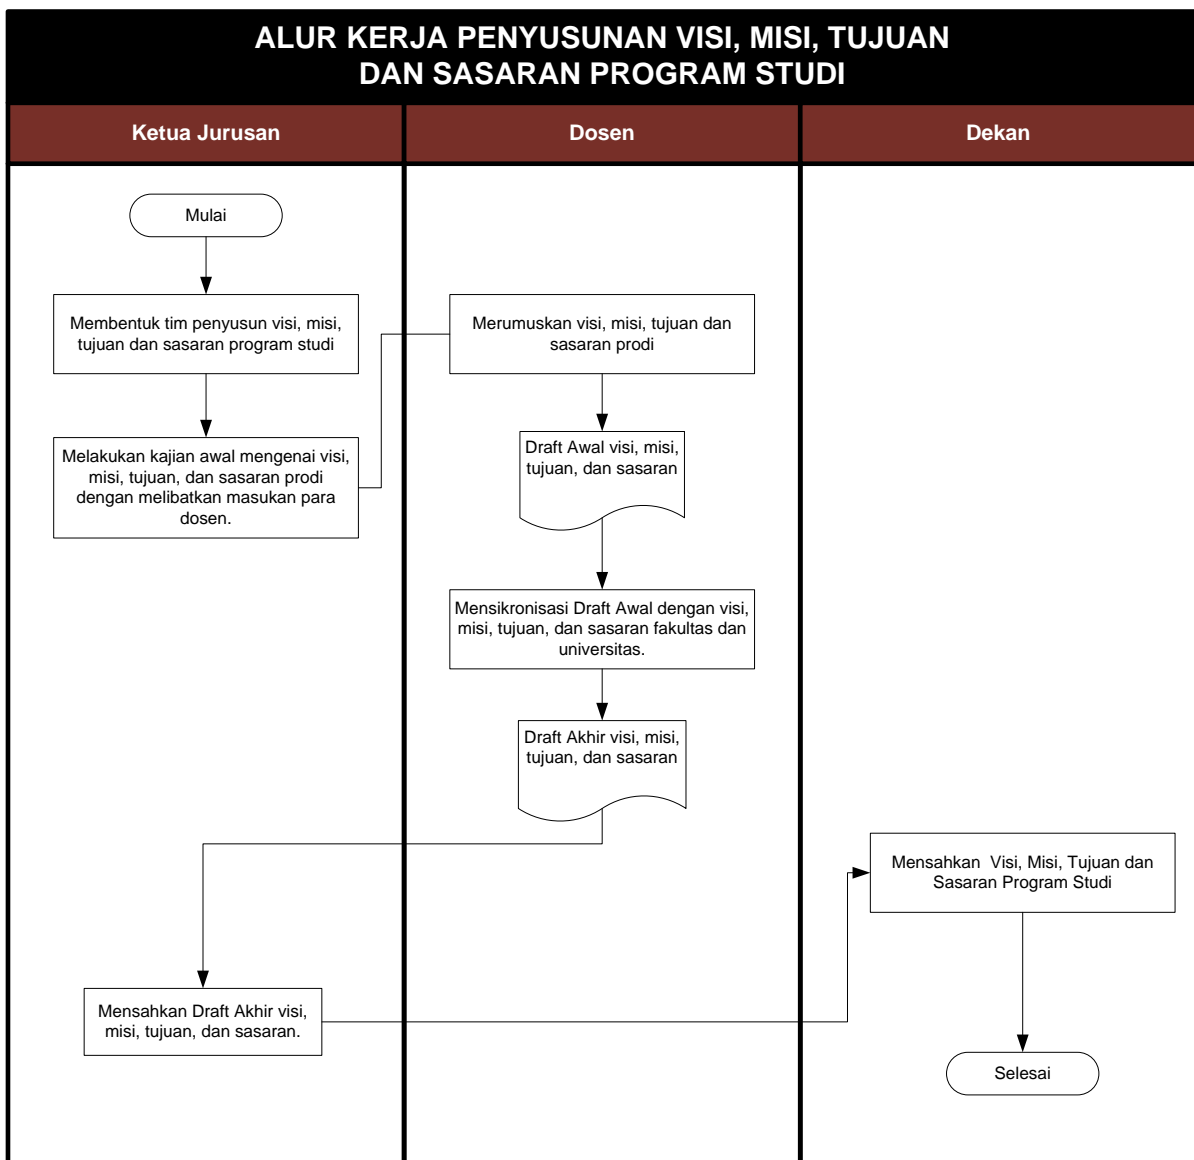 ALUR KERJA PENYUSUNAN VISI, MISI, TUJUAN
DAN SASARAN PROGRAM STUDI
Ketua Jurusan
Dosen
Dekan
Mulai
Membentuk tim penyusun visi, misi,
tujuan dan sasaran program studi
Merumuskan visi, misi, tujuan dan
sasaran prodi
Melakukan kajian awal mengenai visi,
misi, tujuan, dan sasaran prodi
dengan melibatkan masukan para
dosen.
Draft Awal visi, misi,
tujuan, dan sasaran
Mensikronisasi Draft Awal dengan visi,
misi, tujuan, dan sasaran fakultas dan
universitas.
Draft Akhir visi, misi,
tujuan, dan sasaran
Mensahkan Draft Akhir visi,
misi, tujuan, dan sasaran.
Mensahkan Visi, Misi, Tujuan dan
Sasaran Program Studi
Selesai